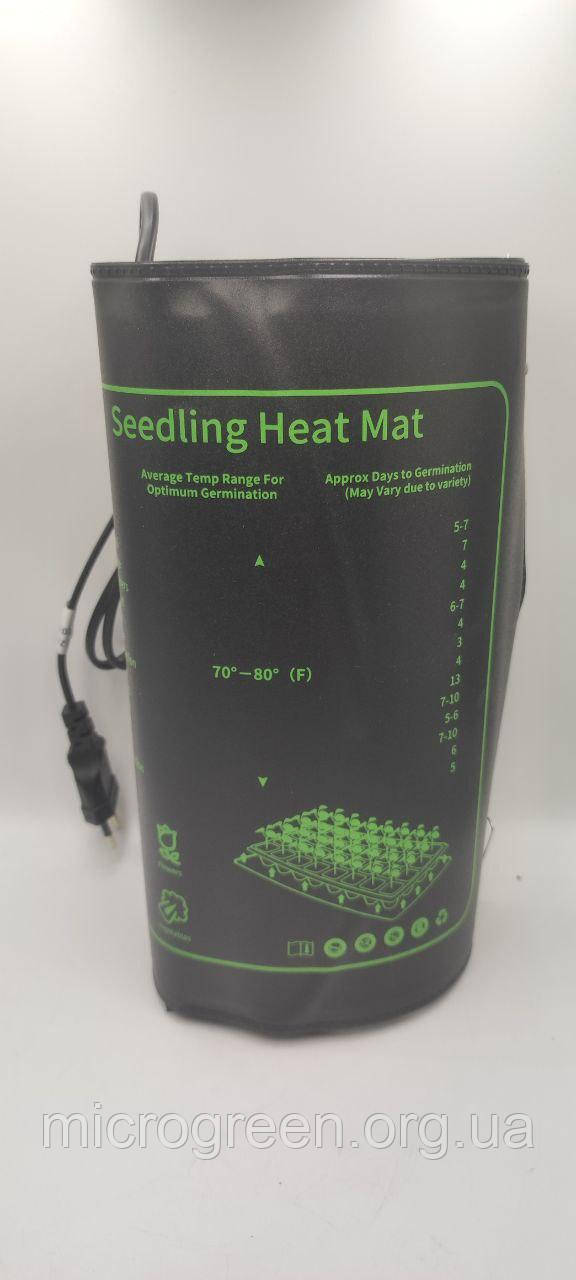 Seedling Heat Mat
Average Temp Range For
Optimum Germination
Approx Days to Germination
(May Vary due to variety)
5-7
7
4
4
6-7
4
3
4
13
7-10
5-6
7-10
6
5
70°－80°（F）
Flowers
Vegetables
microgreen.org.ua